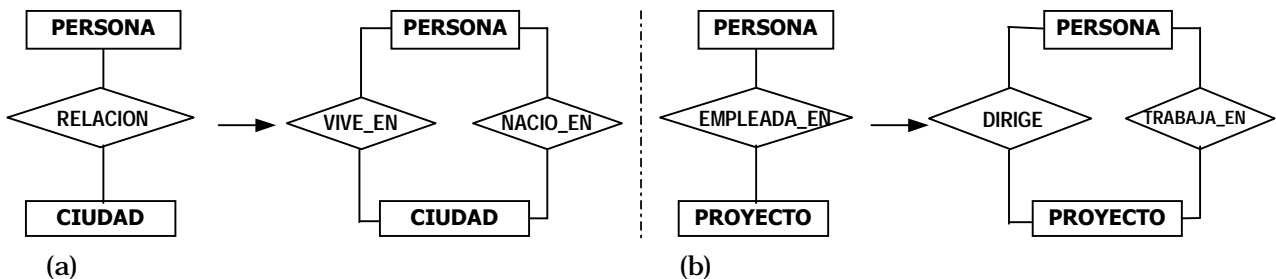 PERSONA PERSONA PERSONA PERSONA
RELACION VIVE_EN NACIO_EN EMPLEADA_EN DIRIGE TRABAJA_EN
CIUDAD CIUDAD PROYECTO PROYECTO
(a) (b)